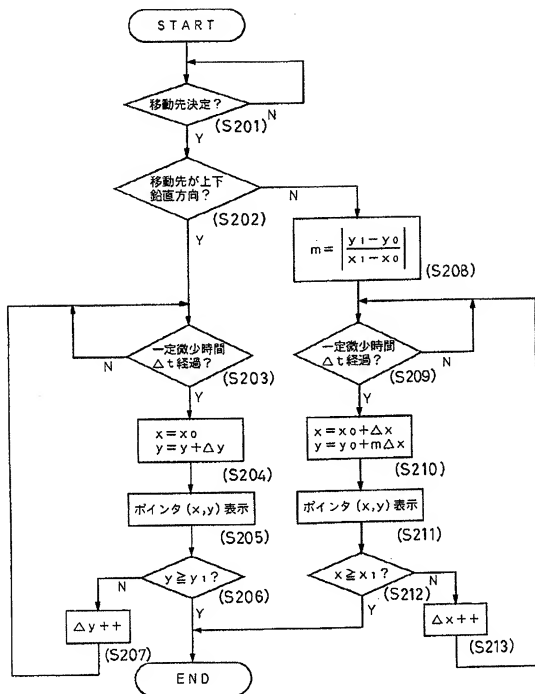 START
移動先決定?
N
(S201)
Y
移動先が上下
鉛直方向?
N
(S202)
Y
m = | y₁−y₀ / x₁−x₀ |
(S208)
一定微少時間
Δt経過?
N
(S203)
Y
x=x₀
y=y+Δy
(S204)
ポインタ(x,y)表示
(S205)
y≧y₁?
N
(S206)
Y
Δy++
(S207)
一定微少時間
Δt経過?
N
(S209)
Y
x=x₀+Δx
y=y₀+mΔx
(S210)
ポインタ(x,y)表示
(S211)
x≧x₁?
N
(S212)
Y
Δx++
(S213)
END